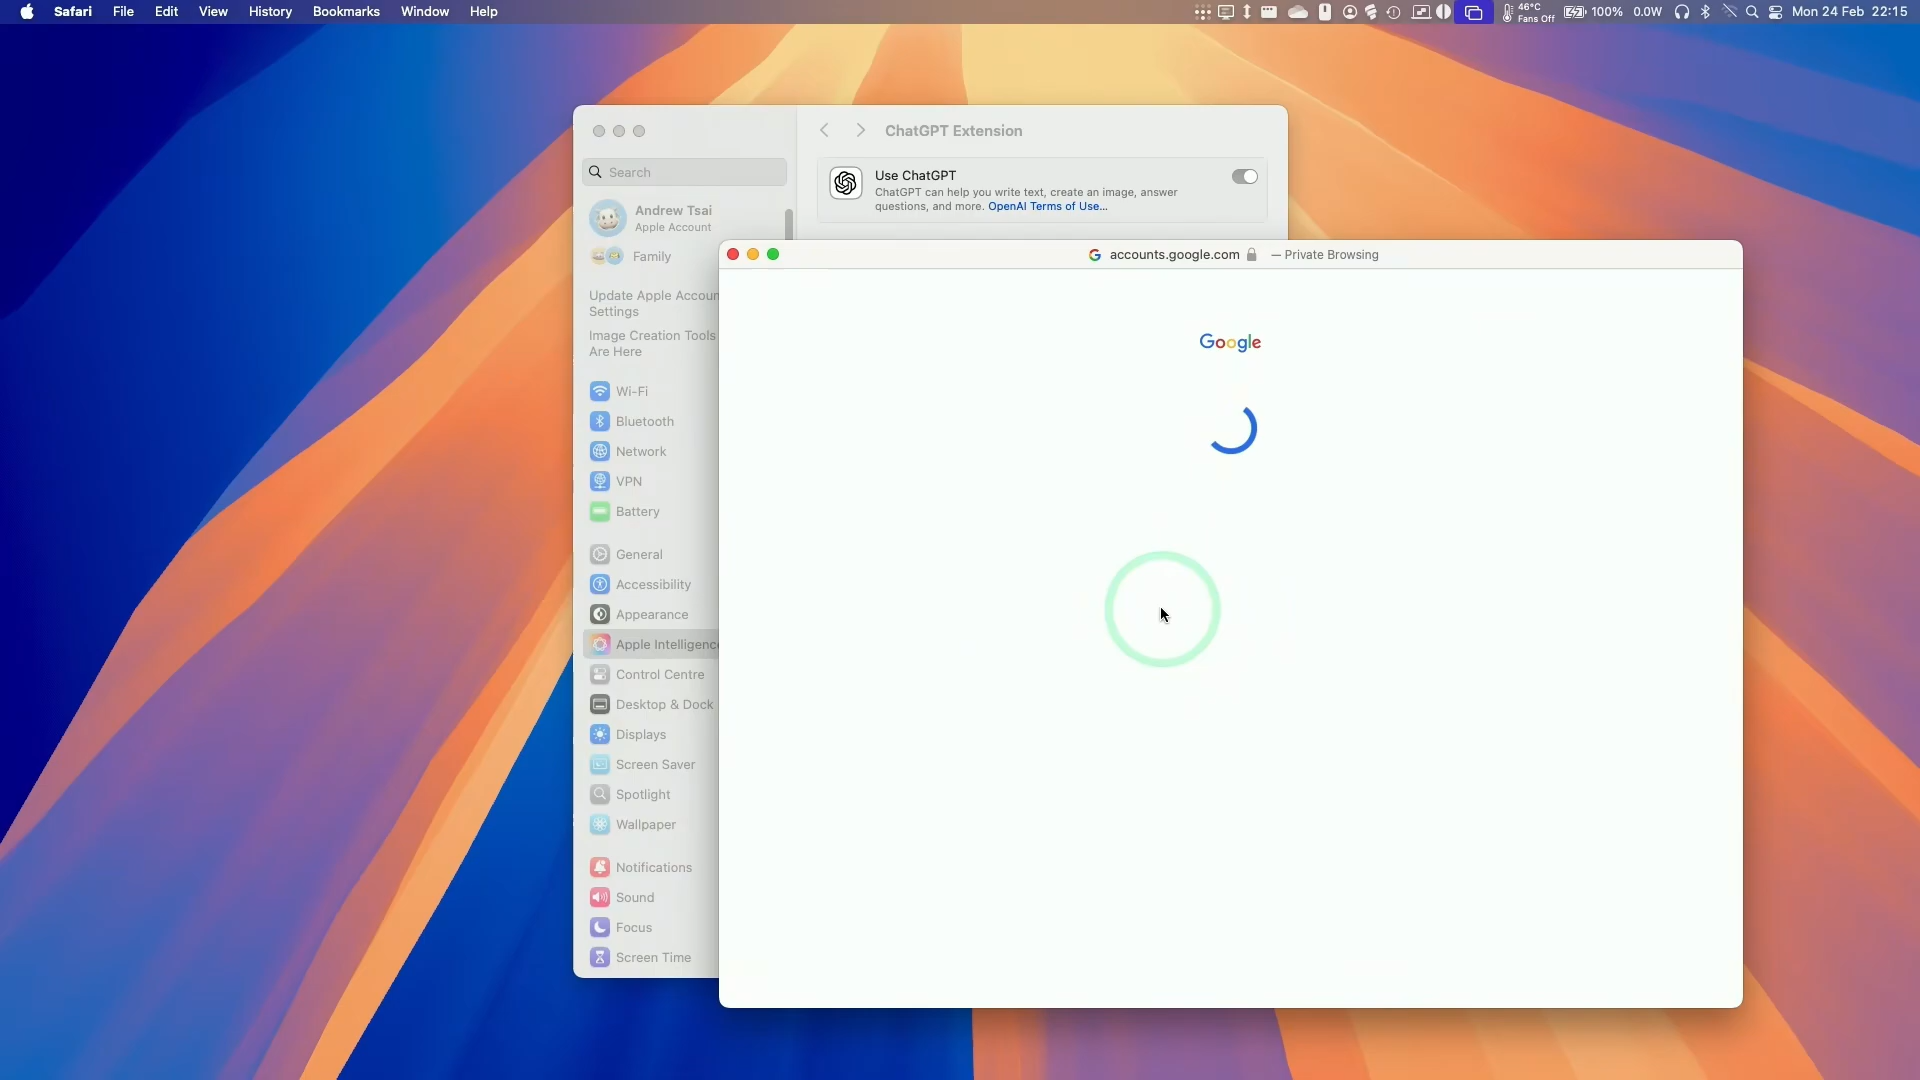 Safari File Edit View History Bookmarks Window Help
46°C
Fans Off
100% 0.0W Mon 24 Feb 22:15
ChatGPT Extension
Search
Use ChatGPT
ChatGPT can help you write text, create an image, answer
questions, and more. OpenAI Terms of Use...
Andrew Tsai
Apple Account
Family
accounts.google.com — Private Browsing
Update Apple Accoun
Settings
Image Creation Tools
Are Here
Google
Wi-Fi
Bluetooth
Network
VPN
Battery
General
Accessibility
Appearance
Apple Intelligenc
Control Centre
Desktop & Dock
Displays
Screen Saver
Spotlight
Wallpaper
Notifications
Sound
Focus
Screen Time